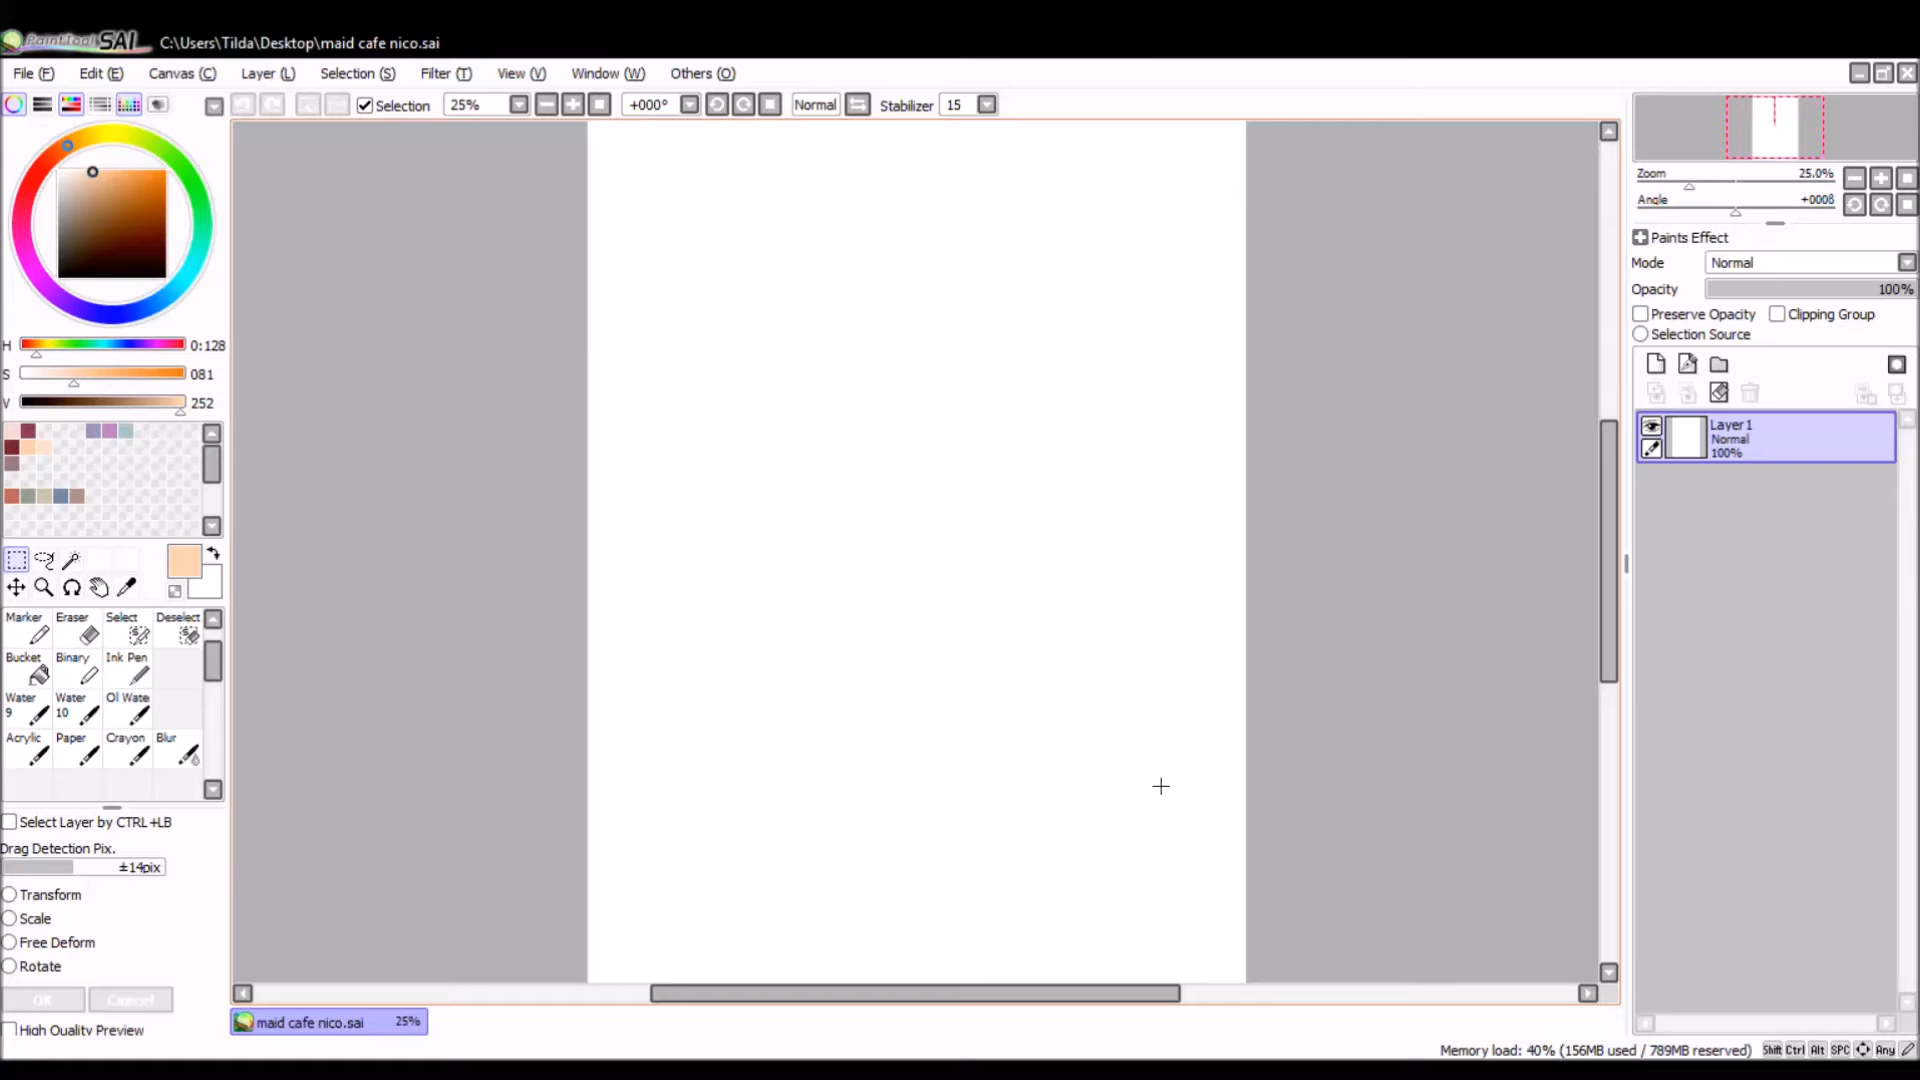 PaintTool SAI C:\Users\Tilda\Desktop\maid cafe nico.sai
File (F) Edit (E) Canvas (C) Layer (L) Selection (S) Filter (T) View (V) Window (W) Others (O)
Selection 25% +000° Normal Stabilizer 15
Zoom 25.0%
Angle +000ß
Paints Effect
Mode Normal
Opacity 100%
Preserve Opacity Clipping Group
Selection Source
H 0:128
S 081
V 252
Layer1
Normal
100%
Marker Eraser Select Deselect
Bucket Binary Ink Pen
Water 9 Water 10 Ol Wate
Acrylic Paper Crayon Blur
Select Layer by CTRL+LB
Drag Detection Pix.
±14pix
Transform
Scale
Free Deform
Rotate
OK Cancel
High Quality Preview
maid cafe nico.sai 25%
Memory load: 40% (156MB used / 789MB reserved) Shift Ctrl Alt SPC Any